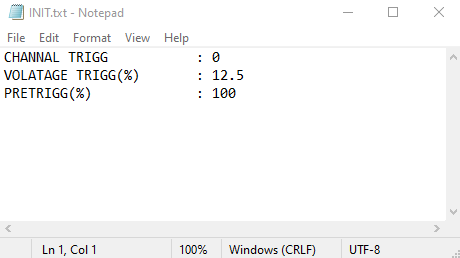 INIT.txt - Notepad
File Edit Format View Help
CHANNAL TRIGG : 0
VOLATAGE TRIGG(%) : 12.5
PRETRIGG(%) : 100
Ln 1, Col 1 100% Windows (CRLF) UTF-8